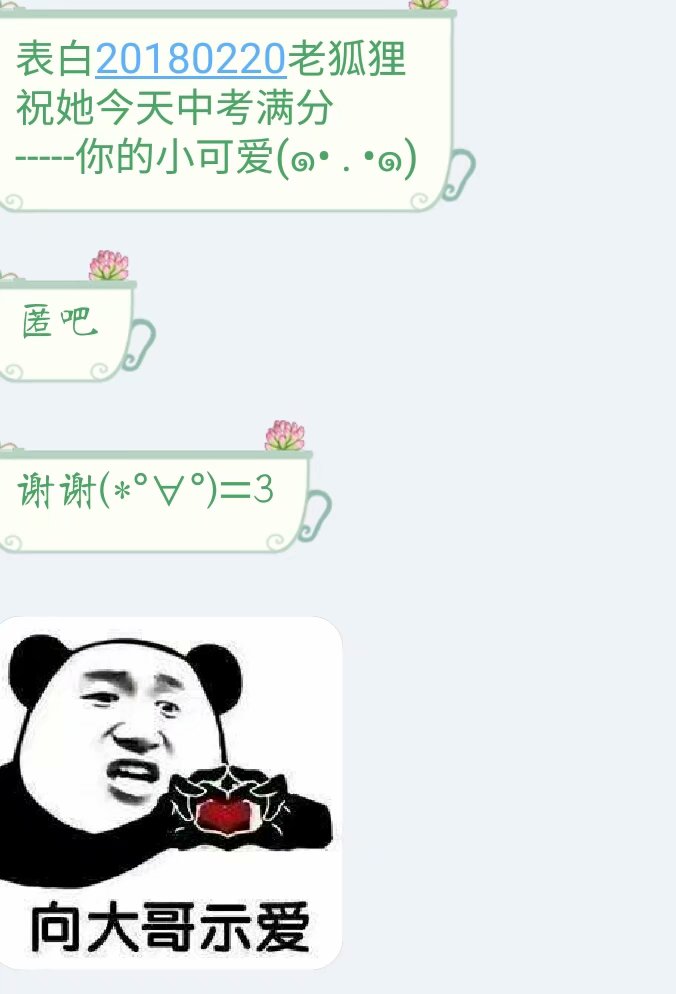 表白20180220老狐狸
祝她今天中考满分
-----你的小可爱(๑• . •๑)
匿吧
谢谢(*°∀°)=3
向大哥示爱